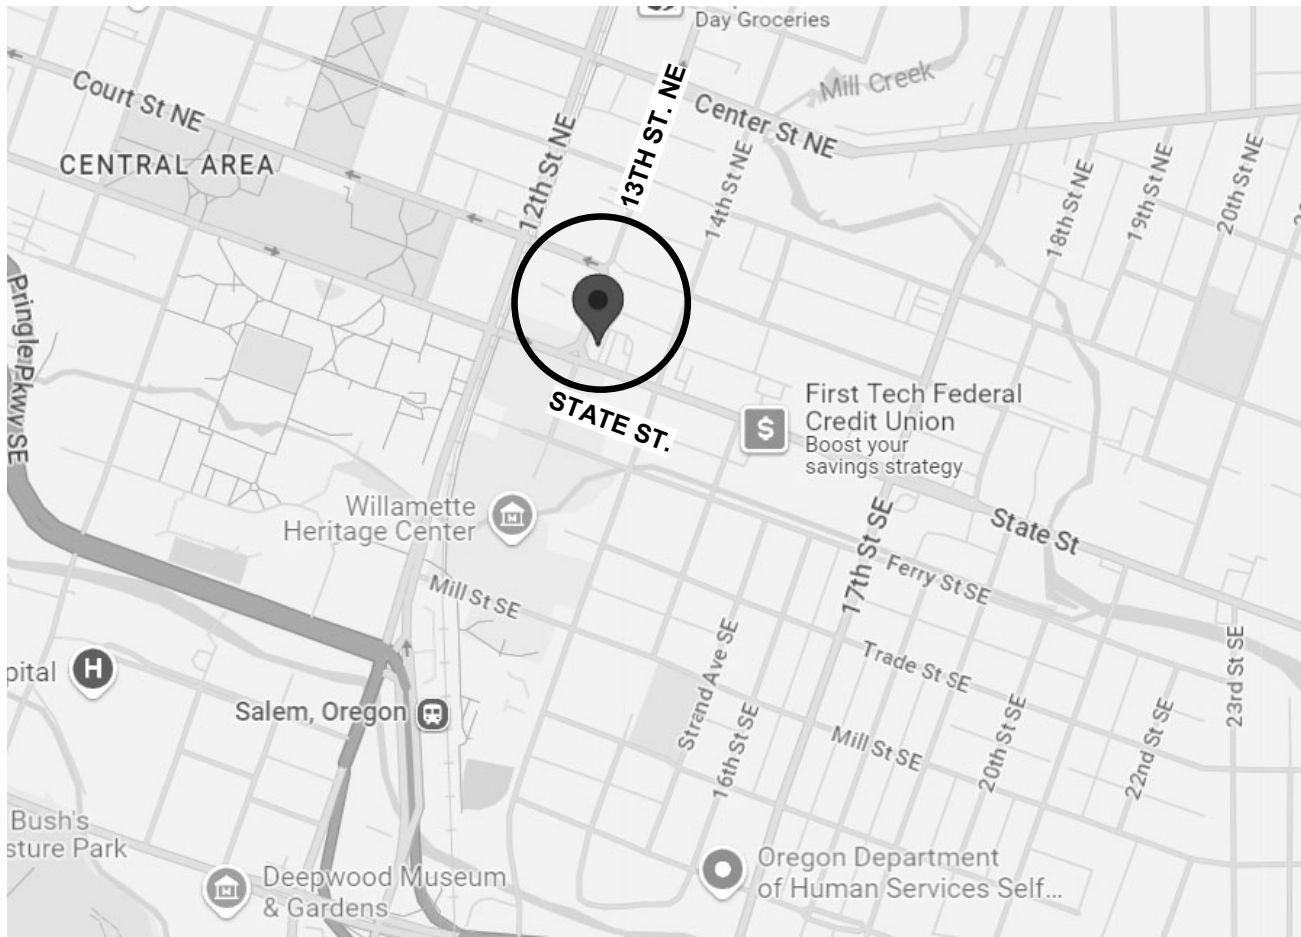 Day Groceries
Court St NE
CENTRAL AREA
12th St NE
13TH ST. NE
Center St NE
Mill Creek
14th St NE
18th St NE
19th St NE
20th St NE
Pringle Pkwy SE
STATE ST.
First Tech Federal
Credit Union
Boost your
savings strategy
$
Willamette
Heritage Center
Mill St SE
17th St SE
State St
Ferry St SE
Trade St SE
Strand Ave SE
16th St SE
Mill St SE
20th St SE
22nd St SE
23rd St SE
pital
H
Salem, Oregon
Bush's
sture Park
Deepwood Museum
& Gardens
Oregon Department
of Human Services Self...